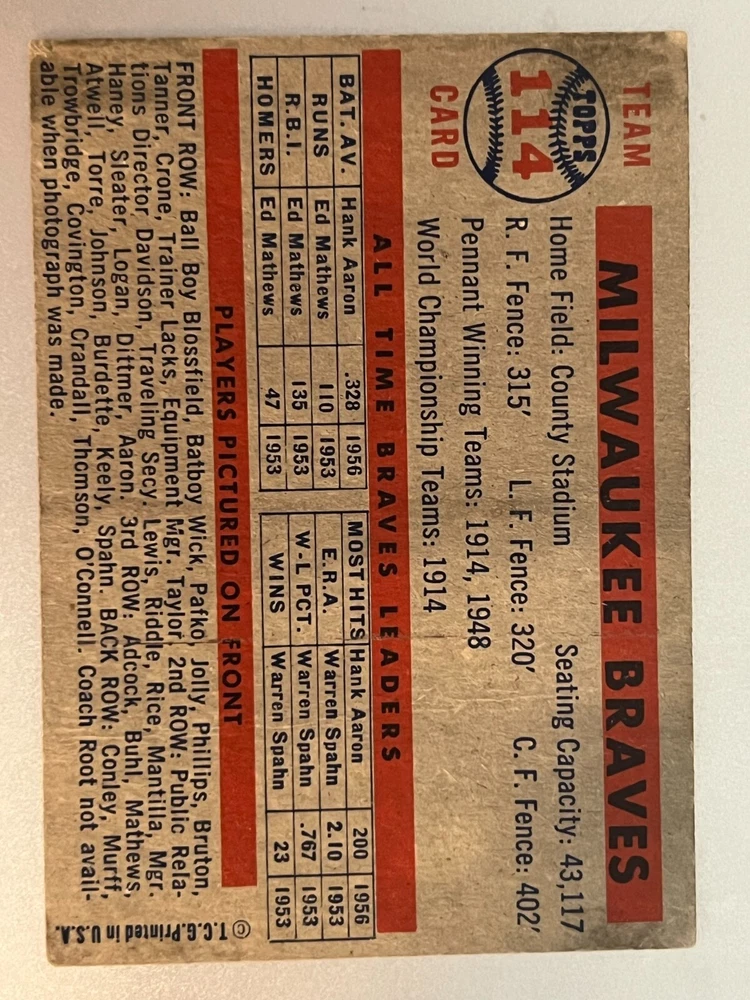 TEAM
TOPPS
114
CARD
MILWAUKEE BRAVES
Home Field: County Stadium Seating Capacity: 43,117
R. F. Fence: 315′ L. F. Fence: 320′ C. F. Fence: 402′
Pennant Winning Teams: 1914, 1948
World Championship Teams: 1914
ALL TIME BRAVES LEADERS
BAT. AV. Hank Aaron .328 1956 MOST HITS Hank Aaron 200 1956
RUNS Ed Mathews 110 1953 E.R.A. Warren Spahn 2.10 1953
R.B.I. Ed Mathews 135 1953 W-L PCT. Warren Spahn .767 1953
HOMERS Ed Mathews 47 1953 WINS Warren Spahn 23 1953
PLAYERS PICTURED ON FRONT
FRONT ROW: Ball Boy Blossfield, Batboy Wick, Pafko, Jolly, Phillips, Bruton,
Tanner, Crone, Trainer Lacks, Equipment Mgr. Taylor. 2nd ROW: Public Rela-
tions Director Davidson, Traveling Secy. Lewis, Riddle, Rice, Mantilla, Mgr.
Haney, Sleater, Logan, Dittmer, Aaron. 3rd ROW: Adcock, Buhl, Mathews,
Atwell, Torre, Johnson, Burdette, Keely, Spahn. BACK ROW: Conley, Murff,
Trowbridge, Covington, Crandall, Thomson, O'Connell. Coach Root not avail-
able when photograph was made.
© T.C.G. Printed in U.S.A.